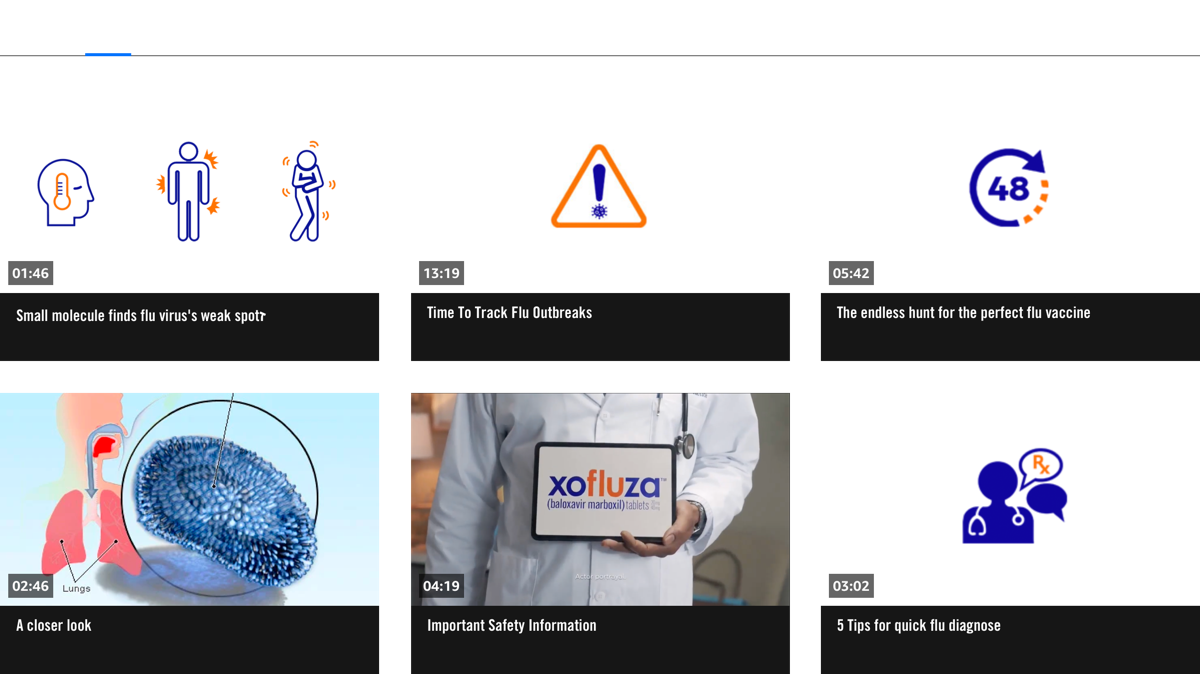 48
01:46
13:19
05:42
Small molecule finds flu virus's weak spot
Time To Track Flu Outbreaks
The endless hunt for the perfect flu vaccine
xofluza™
(baloxavir marboxil) tablets
Rx
Lungs
02:46
04:19
03:02
A closer look
Important Safety Information
5 Tips for quick flu diagnose